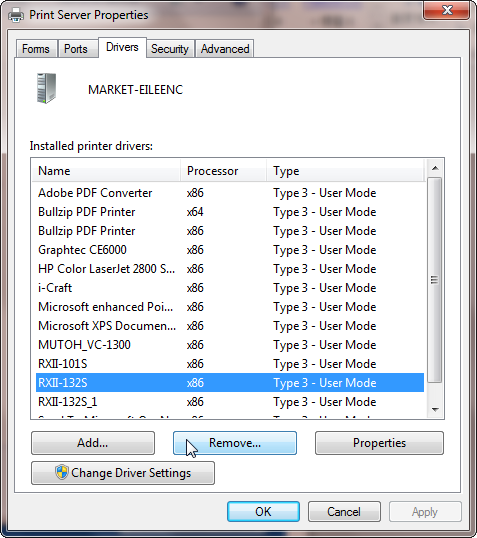 Print Server Properties
Forms Ports Drivers Security Advanced
MARKET-EILEENC
Installed printer drivers:
Name Processor Type
Adobe PDF Converter x86 Type 3 - User Mode
Bullzip PDF Printer x64 Type 3 - User Mode
Bullzip PDF Printer x86 Type 3 - User Mode
Graphtec CE6000 x86 Type 3 - User Mode
HP Color LaserJet 2800 S... x86 Type 3 - User Mode
i-Craft x86 Type 3 - User Mode
Microsoft enhanced Poi... x86 Type 3 - User Mode
Microsoft XPS Documen... x86 Type 3 - User Mode
MUTOH_VC-1300 x86 Type 3 - User Mode
RXII-101S x86 Type 3 - User Mode
RXII-132S x86 Type 3 - User Mode
RXII-132S_1 x86 Type 3 - User Mode
Add... Remove... Properties
Change Driver Settings
OK Cancel Apply